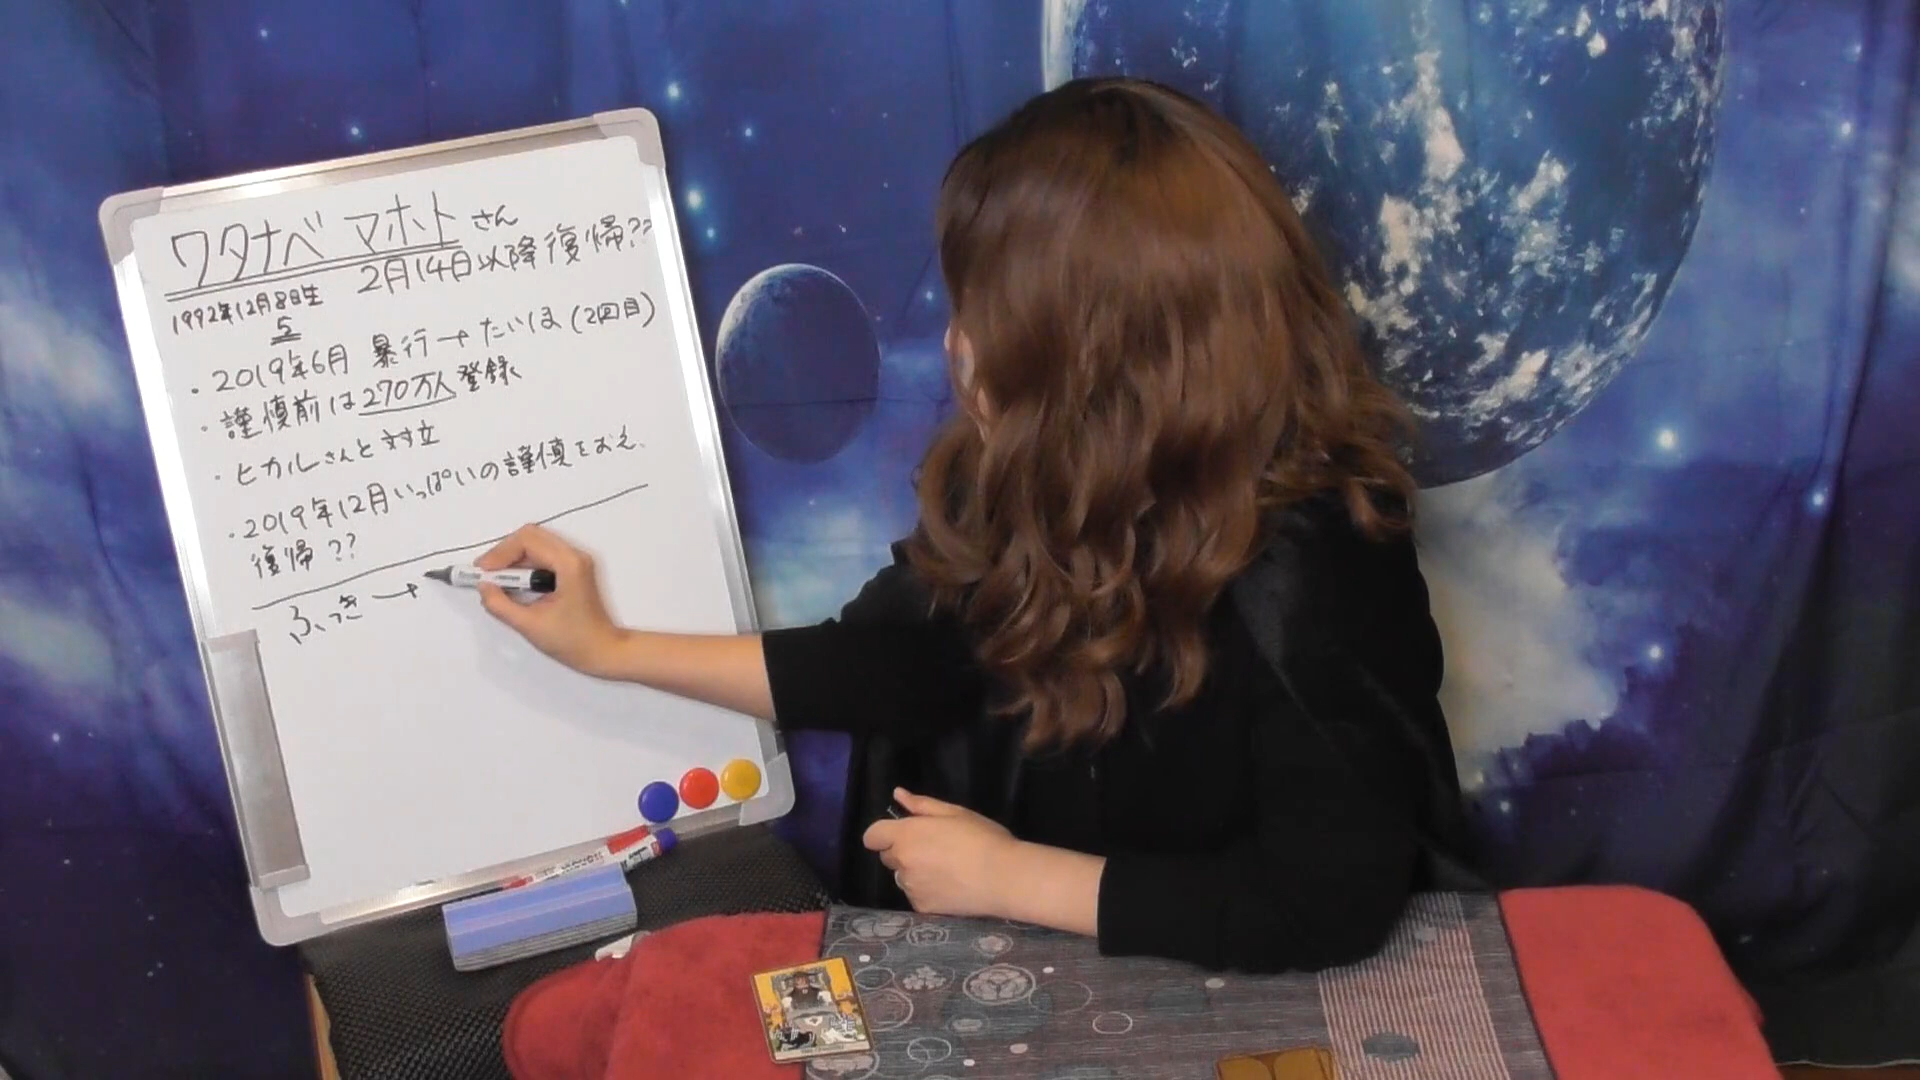 ワタナベ マホト さん
2月14日以降復帰??
1992年12月8日生
5
・2019年6月 暴行→たいほ(2回目)
・謹慎前は270万人登録
・ヒカルさんと対立
・2019年12月いっぱいの謹慎をおえ、
復帰??
ふっき→